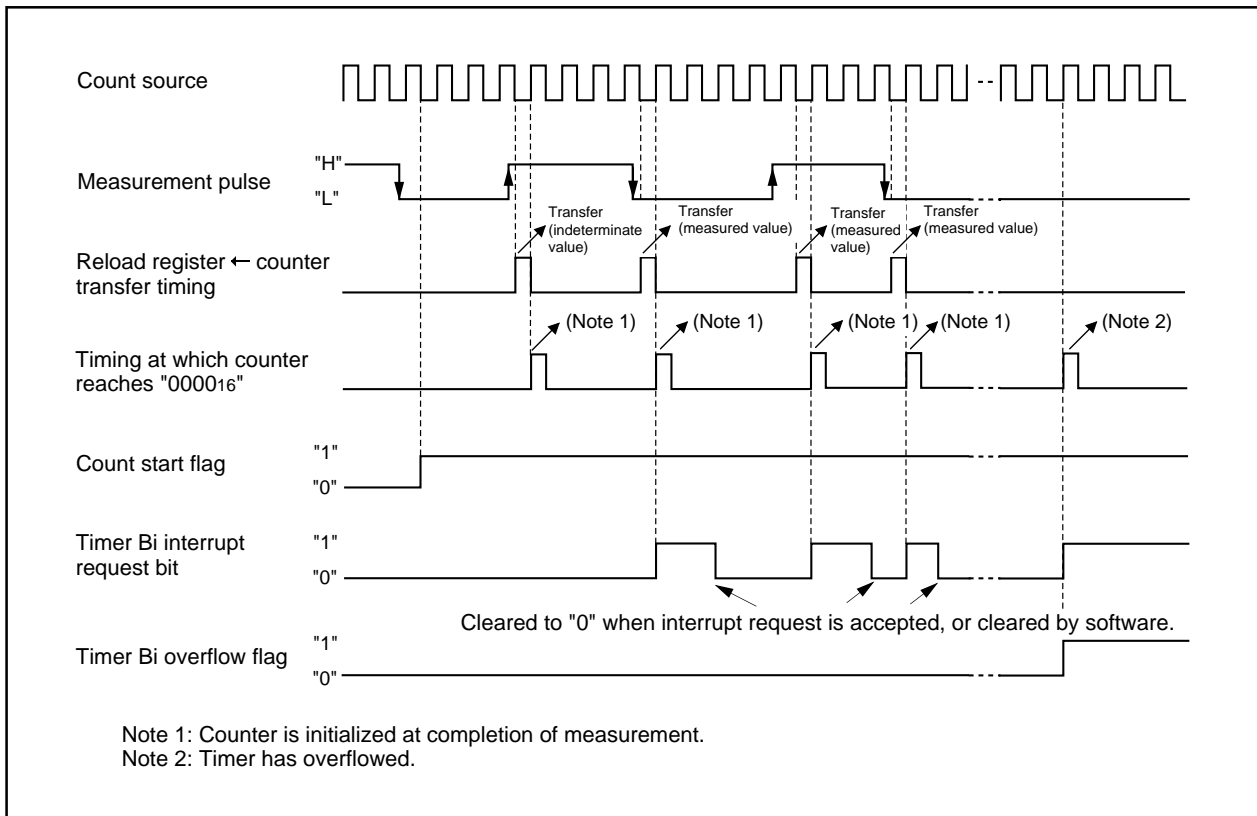 Count source
"H"
Measurement pulse
"L"
Transfer
(indeterminate
value)
Transfer
(measured value)
Transfer
(measured
value)
Transfer
(measured value)
Reload register ← counter
transfer timing
(Note 1)
(Note 1)
(Note 1)
(Note 1)
(Note 2)
Timing at which counter
reaches "000016"
"1"
Count start flag
"0"
Timer Bi interrupt
request bit
"1"
"0"
Cleared to "0" when interrupt request is accepted, or cleared by software.
"1"
Timer Bi overflow flag
"0"
Note 1: Counter is initialized at completion of measurement.
Note 2: Timer has overflowed.